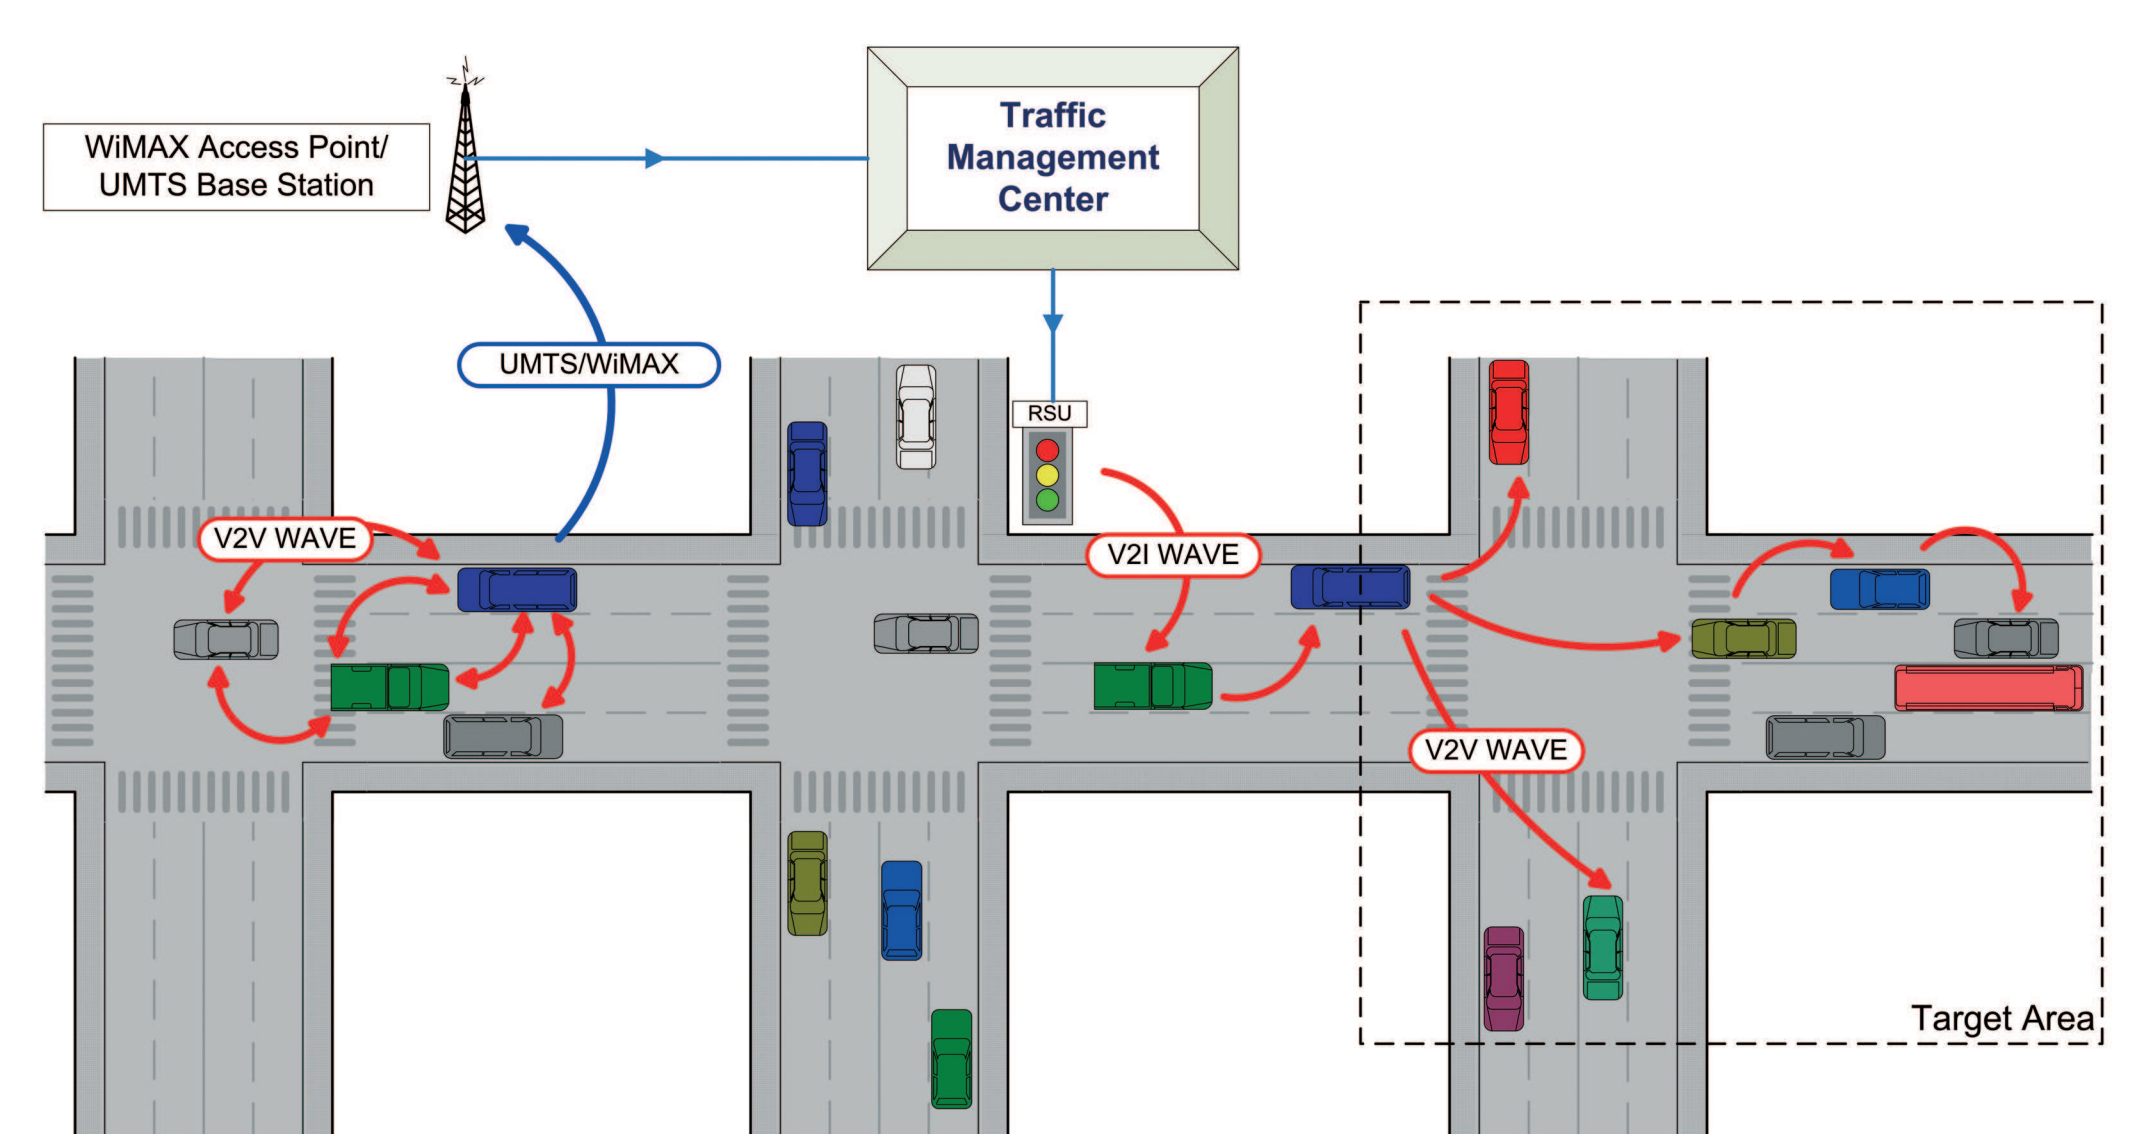 WiMAX Access Point/
UMTS Base Station
Traffic
Management
Center
UMTS/WiMAX
RSU
V2V WAVE
V2I WAVE
V2V WAVE
Target Area